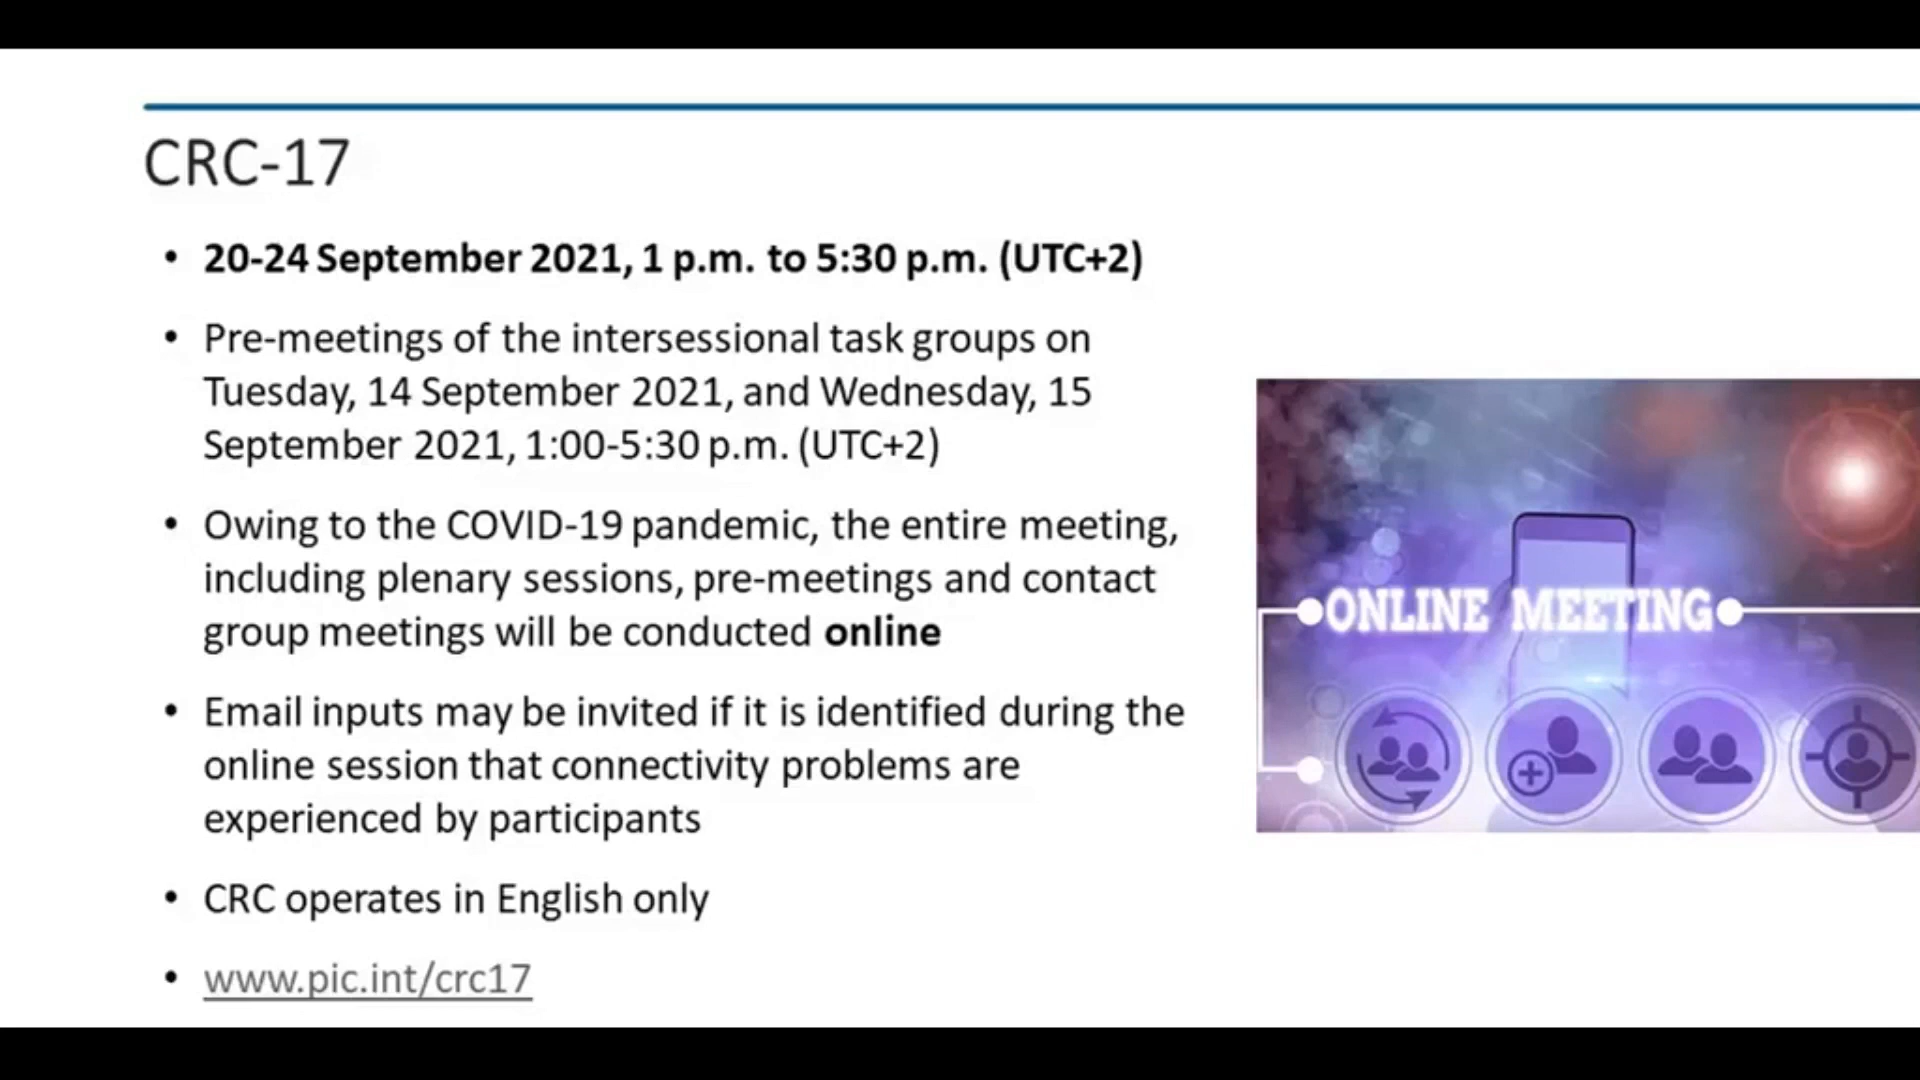 CRC-17
• 20-24 September 2021, 1 p.m. to 5:30 p.m. (UTC+2)
• Pre-meetings of the intersessional task groups on
Tuesday, 14 September 2021, and Wednesday, 15
September 2021, 1:00-5:30 p.m. (UTC+2)
• Owing to the COVID-19 pandemic, the entire meeting,
including plenary sessions, pre-meetings and contact
group meetings will be conducted online
• Email inputs may be invited if it is identified during the
online session that connectivity problems are
experienced by participants
• CRC operates in English only
• www.pic.int/crc17
ONLINE MEETING